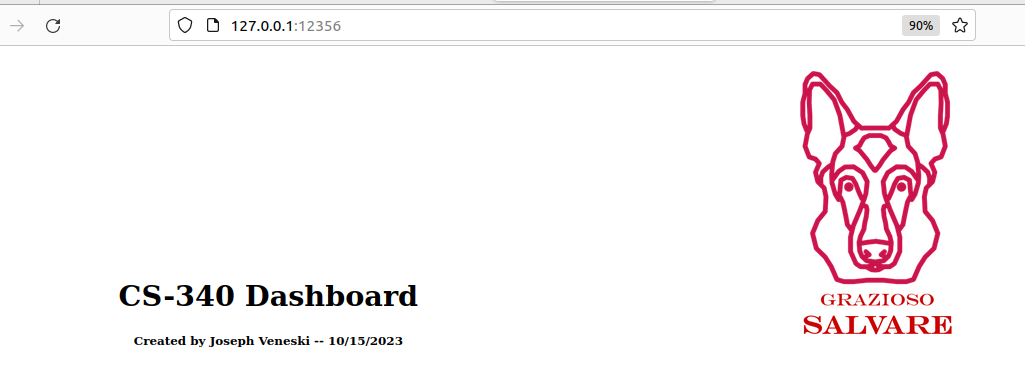 127.0.0.1:12356
90%
CS-340 Dashboard
Created by Joseph Veneski -- 10/15/2023
GRAZIOSO
SALVARE